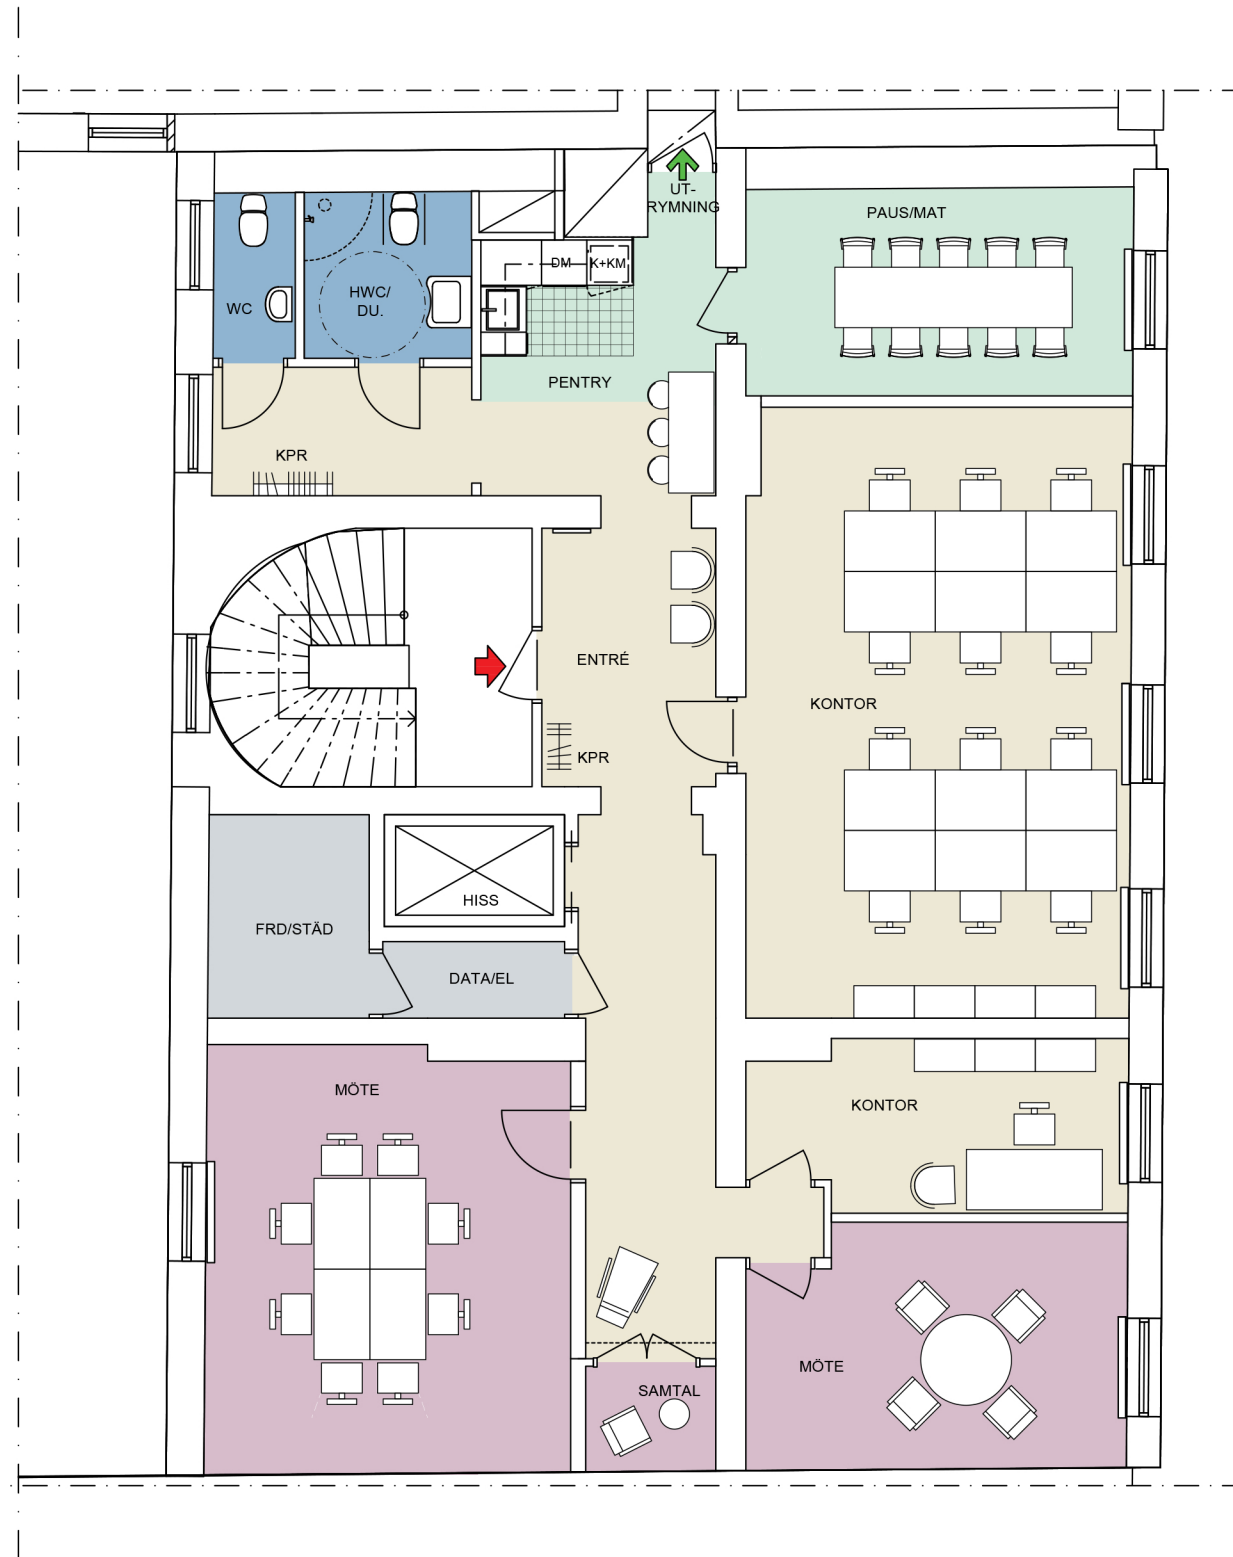 UT-
RYMNING
PAUS/MAT
DM
K+KM
WC
HWC/
DU.
PENTRY
KPR
ENTRÉ
KONTOR
KPR
HISS
FRD/STÄD
DATA/EL
MÖTE
KONTOR
MÖTE
SAMTAL